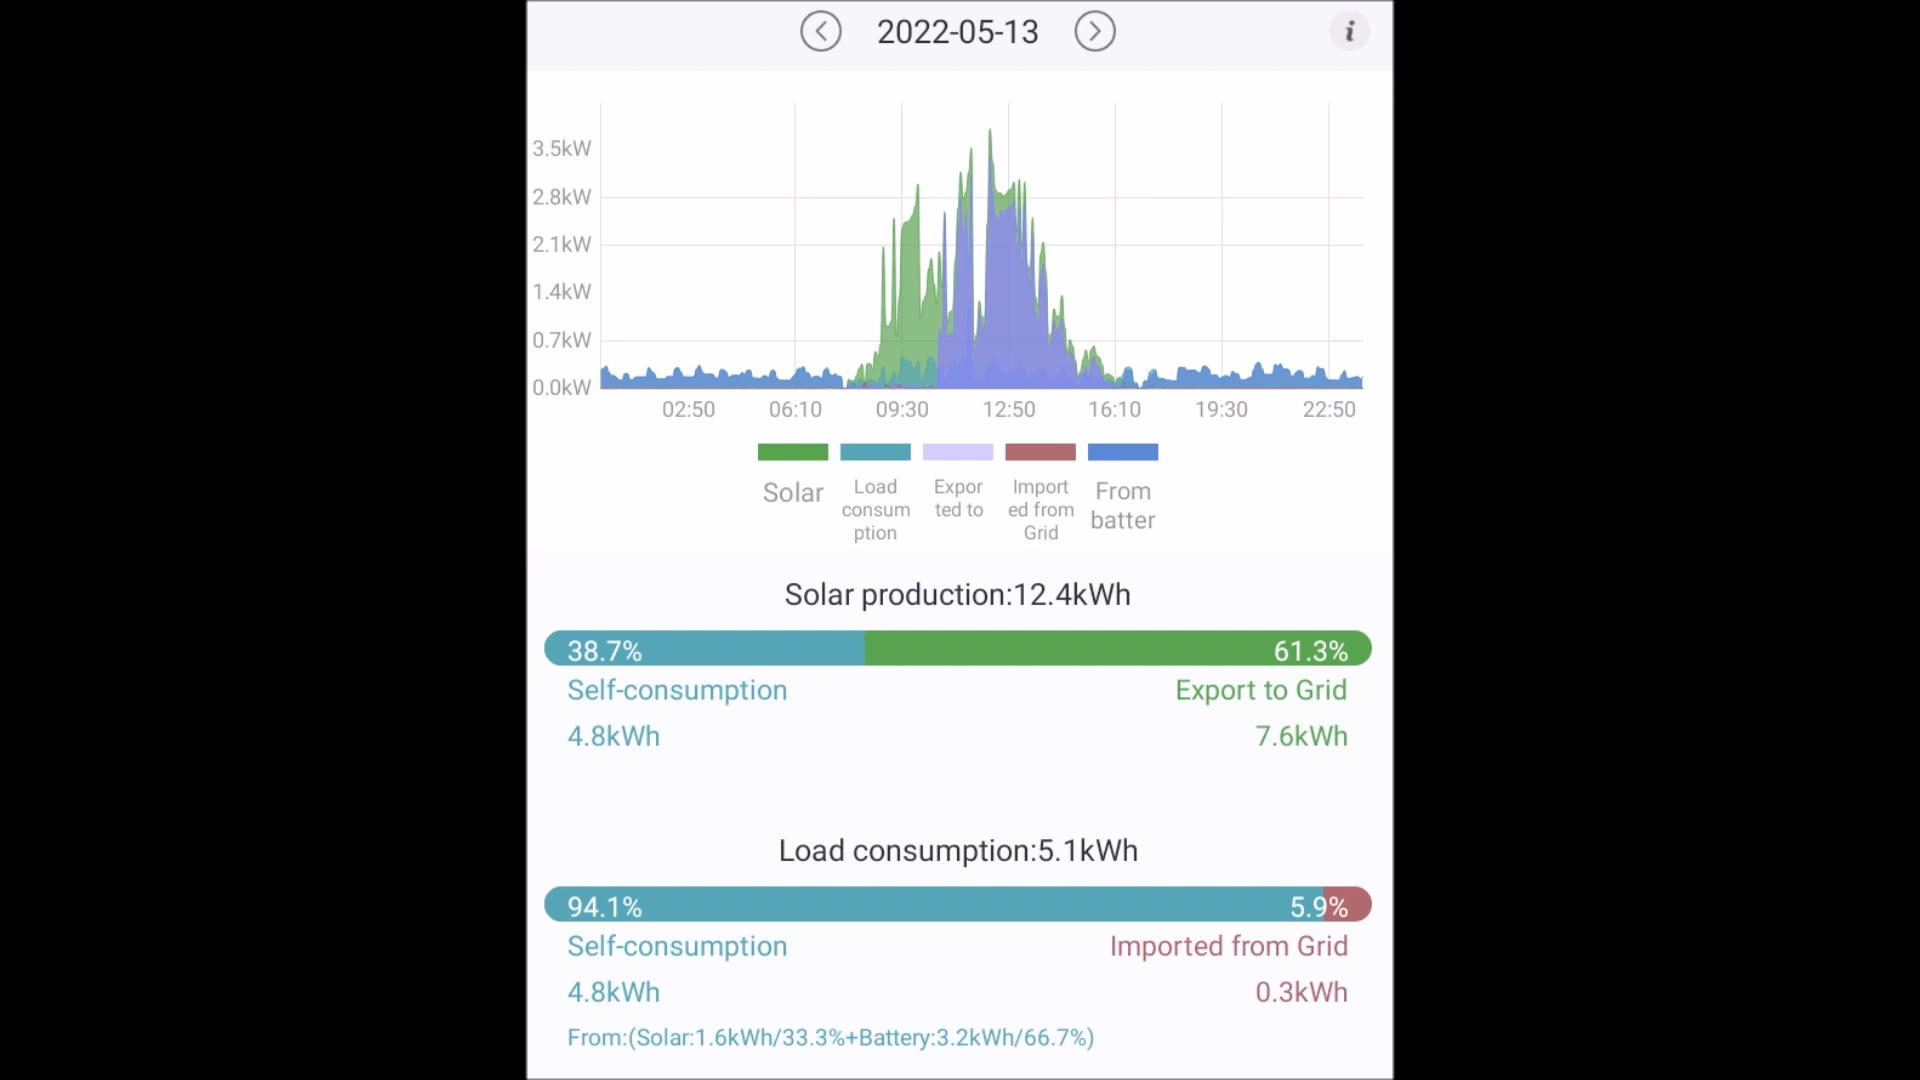 2022-05-13
i
3.5kW
2.8kW
2.1kW
1.4kW
0.7kW
0.0kW
02:50 06:10 09:30 12:50 16:10 19:30 22:50
Solar
Load
consum
ption
Expor
ted to
Import
ed from
Grid
From
batter
Solar production:12.4kWh
38.7% 61.3%
Self-consumption Export to Grid
4.8kWh 7.6kWh
Load consumption:5.1kWh
94.1% 5.9%
Self-consumption Imported from Grid
4.8kWh 0.3kWh
From:(Solar:1.6kWh/33.3%+Battery:3.2kWh/66.7%)